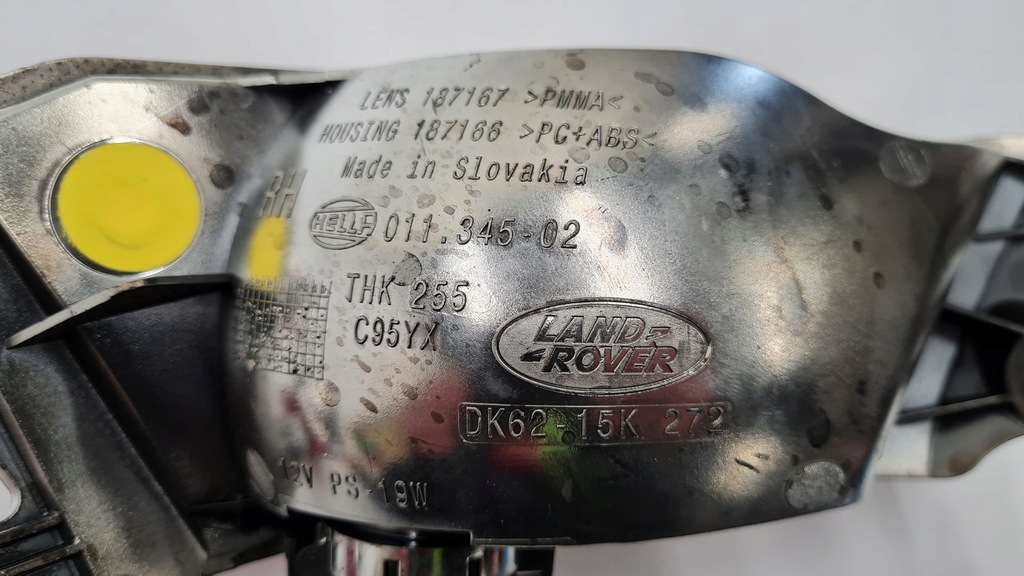 LENS 187167 >PMMA<
HOUSING 187166 >PC+ABS<
Made in Slovakia
RH
HELLA 011.345-02
THK 255
C95YX
LAND
ROVER
DK62-15K 272
12V PS 19W